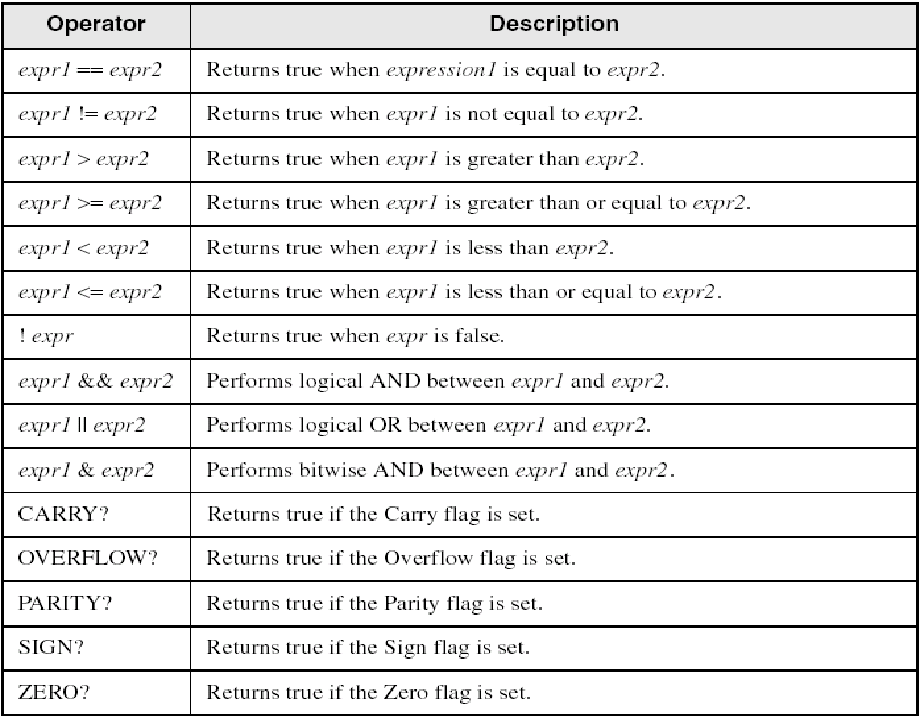 Operator Description
expr1 == expr2 Returns true when expression1 is equal to expr2.
expr1 != expr2 Returns true when expr1 is not equal to expr2.
expr1 > expr2 Returns true when expr1 is greater than expr2.
expr1 >= expr2 Returns true when expr1 is greater than or equal to expr2.
expr1 < expr2 Returns true when expr1 is less than expr2.
expr1 <= expr2 Returns true when expr1 is less than or equal to expr2.
! expr Returns true when expr is false.
expr1 && expr2 Performs logical AND between expr1 and expr2.
expr1 || expr2 Performs logical OR between expr1 and expr2.
expr1 & expr2 Performs bitwise AND between expr1 and expr2.
CARRY? Returns true if the Carry flag is set.
OVERFLOW? Returns true if the Overflow flag is set.
PARITY? Returns true if the Parity flag is set.
SIGN? Returns true if the Sign flag is set.
ZERO? Returns true if the Zero flag is set.